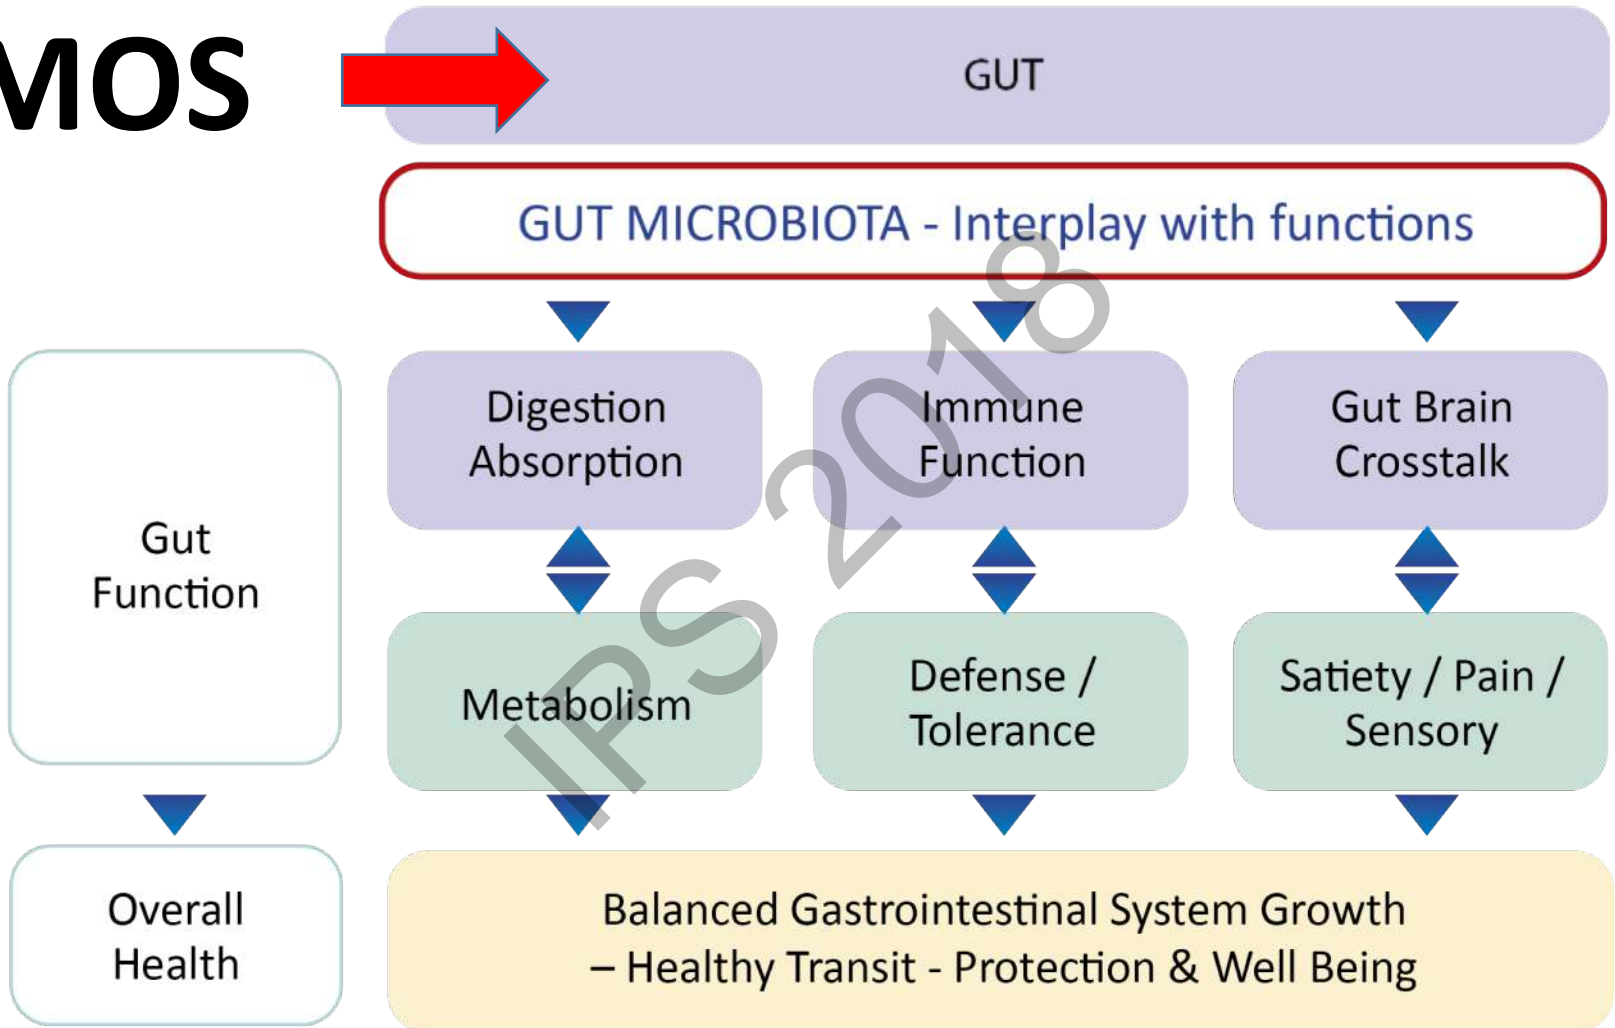 MOS
GUT
GUT MICROBIOTA - Interplay with functions
Digestion
Absorption
Immune
Function
Gut Brain
Crosstalk
Gut
Function
Metabolism
Defense /
Tolerance
Satiety / Pain /
Sensory
Overall
Health
Balanced Gastrointestinal System Growth
– Healthy Transit - Protection & Well Being
IPS 2018